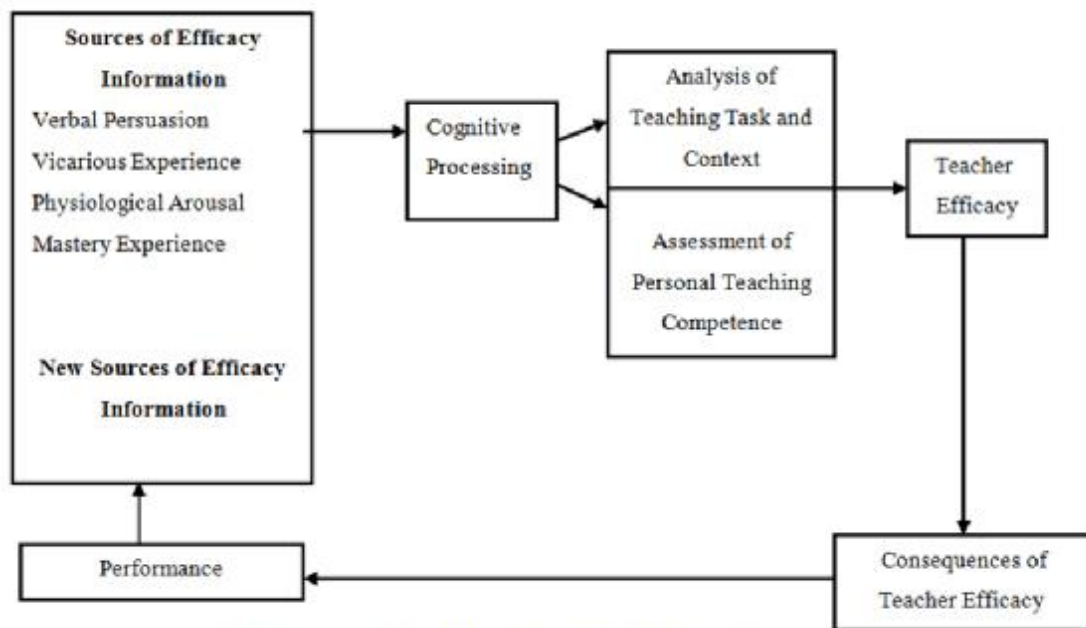 Sources of Efficacy
Information
Verbal Persuasion
Vicarious Experience
Physiological Arousal
Mastery Experience
New Sources of Efficacy
Information
Cognitive
Processing
Analysis of
Teaching Task and
Context
Assessment of
Personal Teaching
Competence
Teacher
Efficacy
Consequences of
Teacher Efficacy
Performance